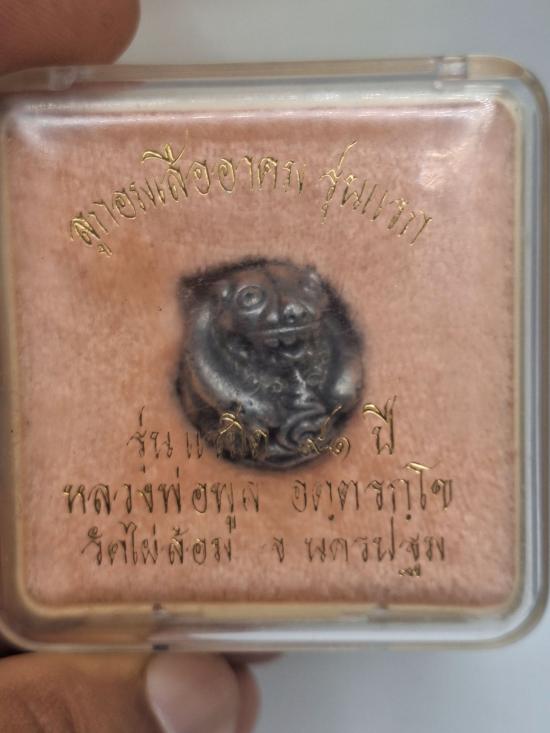 ลูกอมเสืออาคม รุ่นแรก
รุ่นแซยิด ๙๑ ปี
หลวงพ่อพูล อตฺตรกฺโข
วัดไผ่ล้อม จ นครปฐม